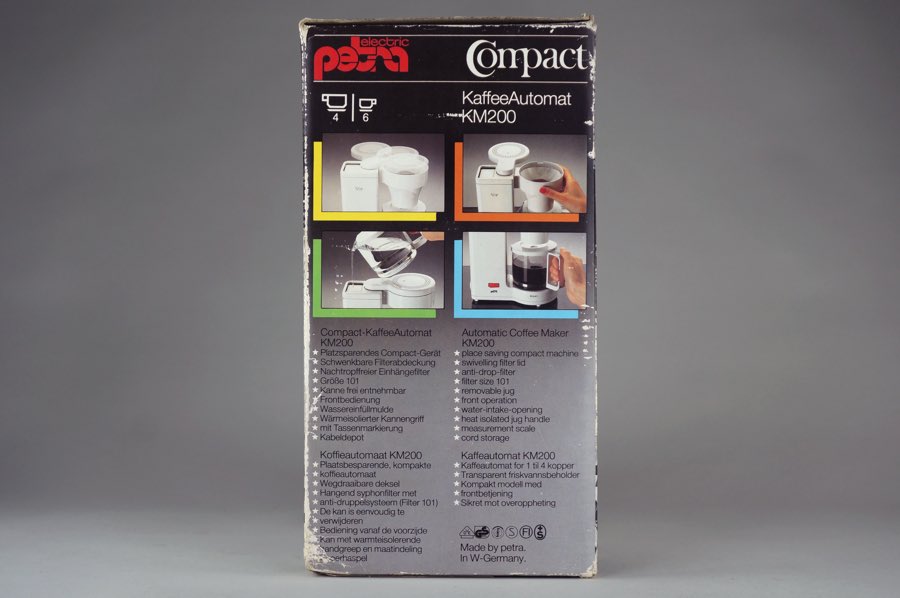 petra electric
Compact
4 6
KaffeeAutomat
KM200
Compact-KaffeeAutomat
KM200
Platzsparendes Compact-Gerät
Schwenkbare Filterabdeckung
Nachtropffreier Einhängefilter
Größe 101
Kanne frei entnehmbar
Frontbedienung
Wassereinfüllmulde
Wärmeisolierter Kannengriff
mit Tassenmarkierung
Kabeldepot
Automatic Coffee Maker
KM200
place saving compact machine
swivelling filter lid
anti-drop-filter
filter size 101
removable jug
front operation
water-intake-opening
heat isolated jug handle
measurement scale
cord storage
Koffieautomaat KM200
Plaatsbesparende, kompakte
koffieautomaat
Wegdraaibare deksel
Hangend syphonfilter met
anti-druppelsysteem (Filter 101)
De kan is eenvoudig te
verwijderen
Bediening vanaf de voorzijde
Kan met warmteisolerende
handgreep en maatindeling
Kaffeautomat KM200
Kaffeautomat for 1 til 4 kopper
Transparent friskvannsbeholder
Kompakt modell med
frontbetjening
Sikret mot overoppheting
Made by petra.
In W-Germany.